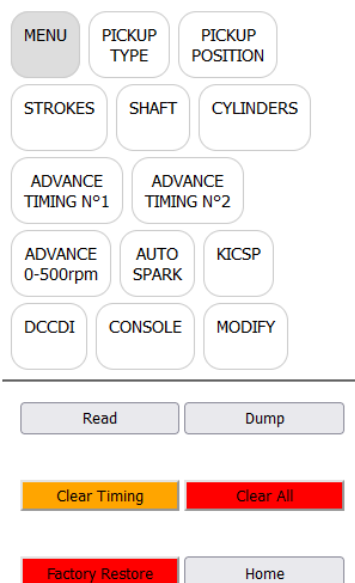 MENU
PICKUP
TYPE
PICKUP
POSITION
STROKES
SHAFT
CYLINDERS
ADVANCE
TIMING N°1
ADVANCE
TIMING N°2
ADVANCE
0-500rpm
AUTO
SPARK
KICSP
DCCDI
CONSOLE
MODIFY
Read
Dump
Clear Timing
Clear All
Factory Restore
Home